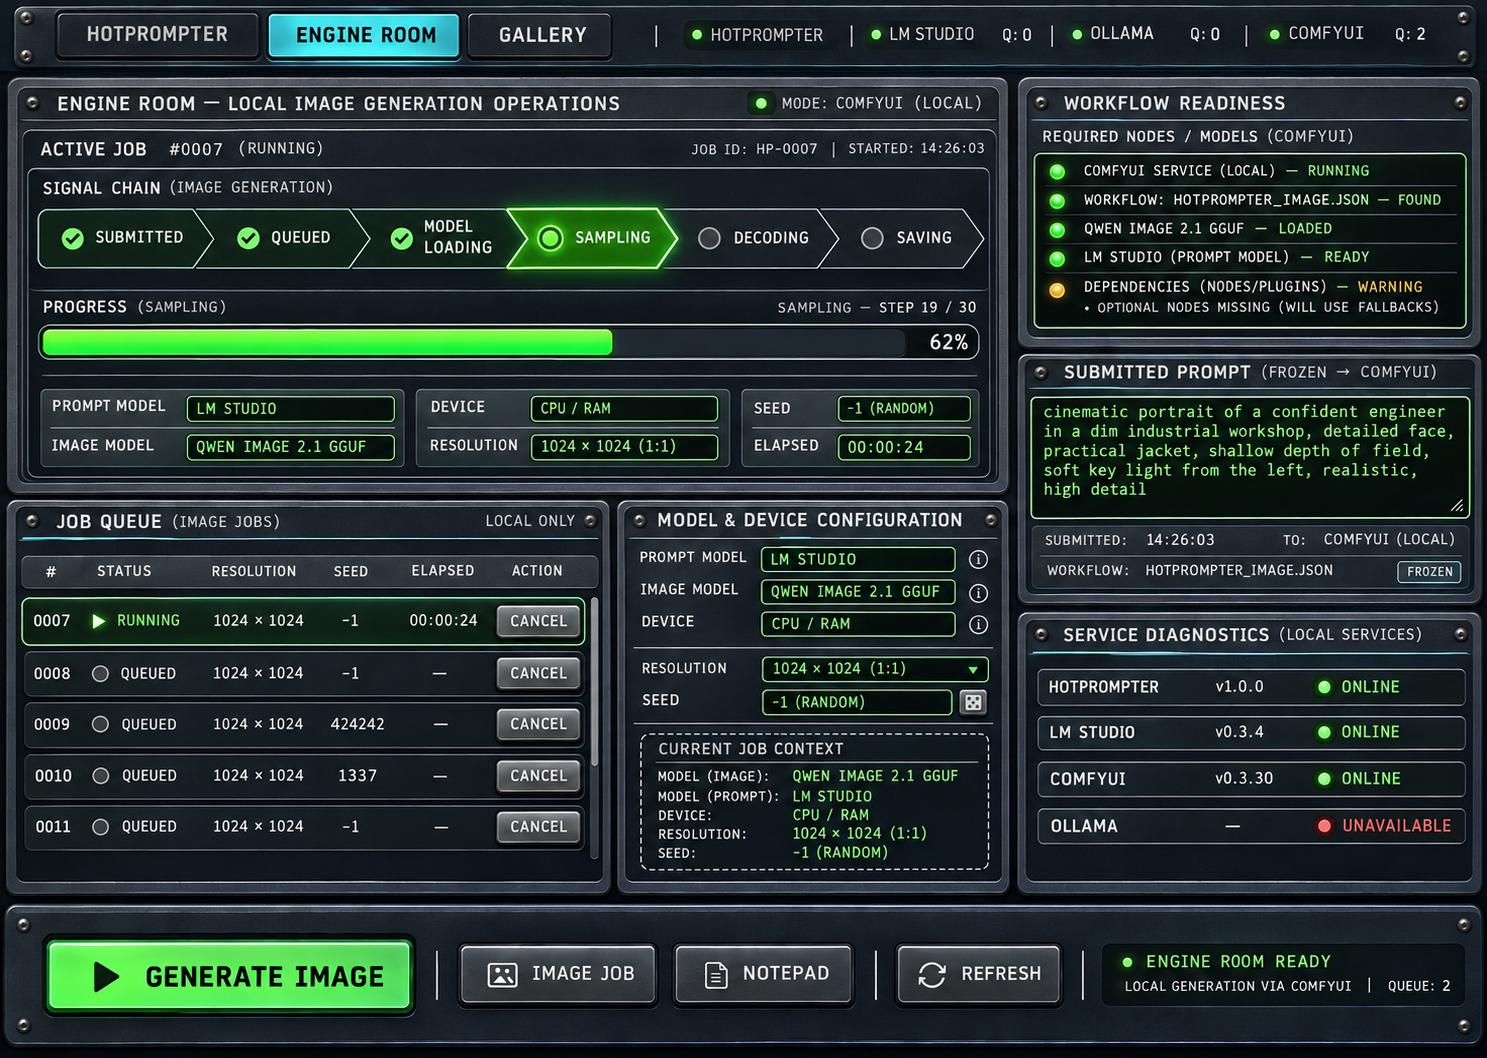 HOTPROMPTER
ENGINE ROOM
GALLERY
HOTPROMPTER
LM STUDIO Q: 0
OLLAMA Q: 0
COMFYUI Q: 2
ENGINE ROOM — LOCAL IMAGE GENERATION OPERATIONS
MODE: COMFYUI (LOCAL)
ACTIVE JOB #0007 (RUNNING)
JOB ID: HP-0007 | STARTED: 14:26:03
SIGNAL CHAIN (IMAGE GENERATION)
SUBMITTED
QUEUED
MODEL
LOADING
SAMPLING
DECODING
SAVING
PROGRESS (SAMPLING)
SAMPLING — STEP 19 / 30
62%
PROMPT MODEL LM STUDIO
IMAGE MODEL QWEN IMAGE 2.1 GGUF
DEVICE CPU / RAM
RESOLUTION 1024 × 1024 (1:1)
SEED -1 (RANDOM)
ELAPSED 00:00:24
WORKFLOW READINESS
REQUIRED NODES / MODELS (COMFYUI)
COMFYUI SERVICE (LOCAL) — RUNNING
WORKFLOW: HOTPROMPTER_IMAGE.JSON — FOUND
QWEN IMAGE 2.1 GGUF — LOADED
LM STUDIO (PROMPT MODEL) — READY
DEPENDENCIES (NODES/PLUGINS) — WARNING
• OPTIONAL NODES MISSING (WILL USE FALLBACKS)
SUBMITTED PROMPT (FROZEN → COMFYUI)
cinematic portrait of a confident engineer
in a dim industrial workshop, detailed face,
practical jacket, shallow depth of field,
soft key light from the left, realistic,
high detail
SUBMITTED: 14:26:03 TO: COMFYUI (LOCAL)
WORKFLOW: HOTPROMPTER_IMAGE.JSON FROZEN
JOB QUEUE (IMAGE JOBS) LOCAL ONLY
# STATUS RESOLUTION SEED ELAPSED ACTION
0007 RUNNING 1024 × 1024 -1 00:00:24 CANCEL
0008 QUEUED 1024 × 1024 -1 — CANCEL
0009 QUEUED 1024 × 1024 424242 — CANCEL
0010 QUEUED 1024 × 1024 1337 — CANCEL
0011 QUEUED 1024 × 1024 -1 — CANCEL
MODEL & DEVICE CONFIGURATION
PROMPT MODEL LM STUDIO i
IMAGE MODEL QWEN IMAGE 2.1 GGUF i
DEVICE CPU / RAM i
RESOLUTION 1024 × 1024 (1:1)
SEED -1 (RANDOM)
CURRENT JOB CONTEXT
MODEL (IMAGE): QWEN IMAGE 2.1 GGUF
MODEL (PROMPT): LM STUDIO
DEVICE: CPU / RAM
RESOLUTION: 1024 × 1024 (1:1)
SEED: -1 (RANDOM)
SERVICE DIAGNOSTICS (LOCAL SERVICES)
HOTPROMPTER v1.0.0 ONLINE
LM STUDIO v0.3.4 ONLINE
COMFYUI v0.3.30 ONLINE
OLLAMA — UNAVAILABLE
GENERATE IMAGE
IMAGE JOB
NOTEPAD
REFRESH
ENGINE ROOM READY
LOCAL GENERATION VIA COMFYUI | QUEUE: 2